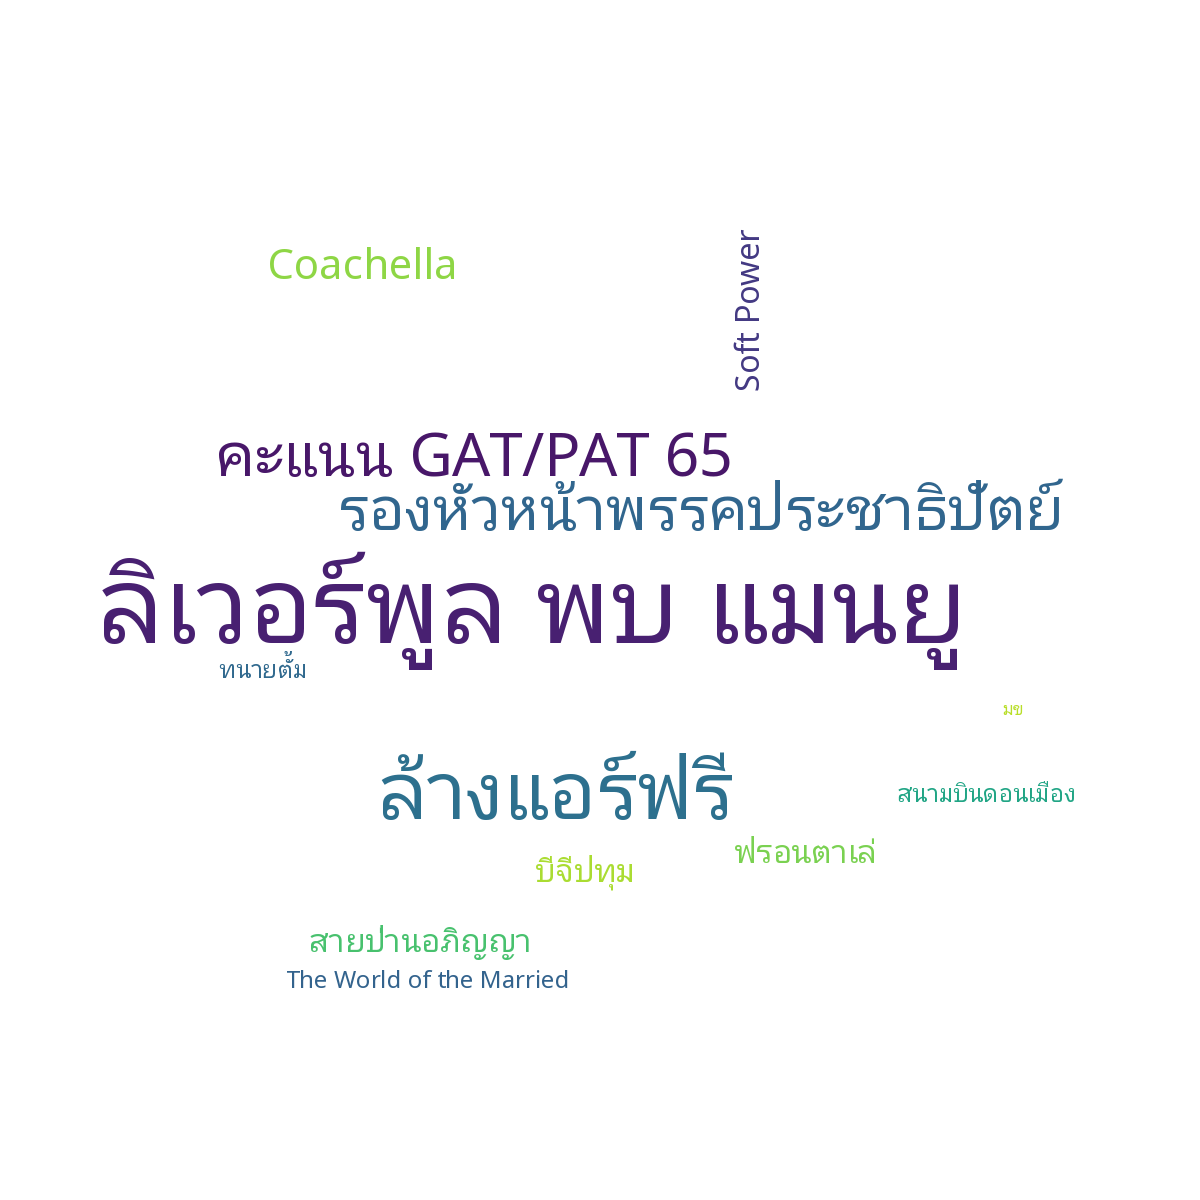 Coachella
Soft Power
คะแนน GAT/PAT 65
รองหัวหน้าพรรคประชาธิปัตย์
ลิเวอร์พูล พบ แมนยู
ทนายตั้ม
มข
ล้างแอร์ฟรี
สนามบินดอนเมือง
ฟรอนตาเล่
บีจีปทุม
สายป่านอภิญญา
The World of the Married